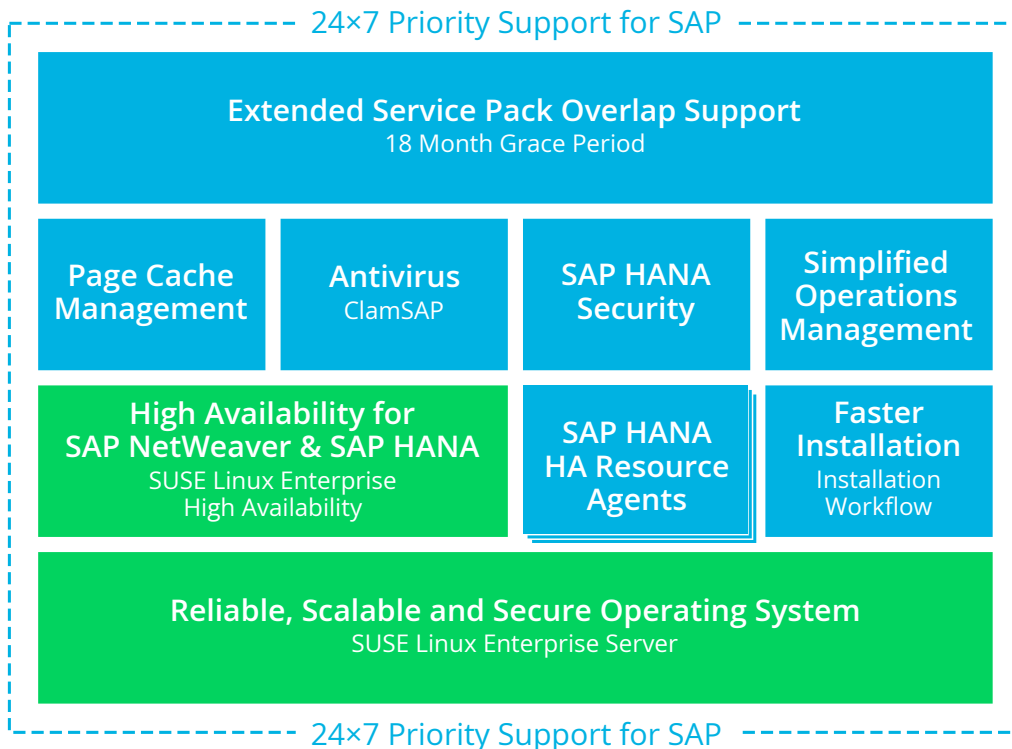 24×7 Priority Support for SAP
Extended Service Pack Overlap Support
18 Month Grace Period
Page Cache
Management
Antivirus
ClamSAP
SAP HANA
Security
Simplified
Operations
Management
High Availability for
SAP NetWeaver & SAP HANA
SUSE Linux Enterprise
High Availability
SAP HANA
HA Resource
Agents
Faster
Installation
Installation
Workflow
Reliable, Scalable and Secure Operating System
SUSE Linux Enterprise Server
24×7 Priority Support for SAP